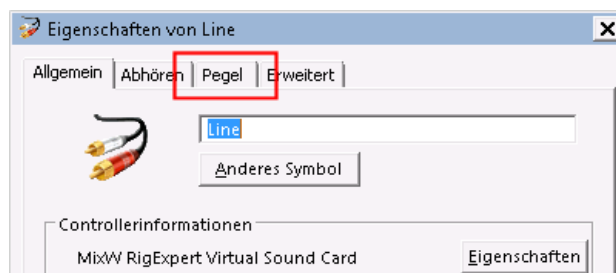 Eigenschaften von Line
Allgemein Abhören Pegel Erweitert
Line
Anderes Symbol
Controllerinformationen
MixW RigExpert Virtual Sound Card Eigenschaften